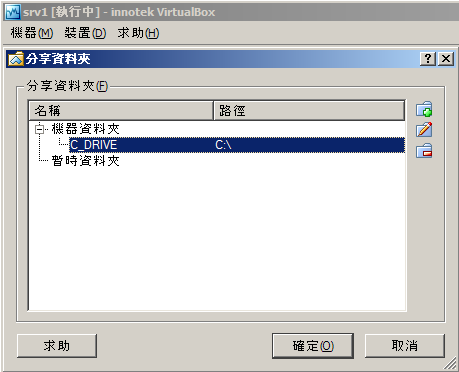 srv1 [執行中] - innotek VirtualBox
機器(M) 裝置(D) 求助(H)
分享資料夾
分享資料夾(F)
名稱 路徑
機器資料夾
C_DRIVE C:\
暫時資料夾
求助 確定(O) 取消